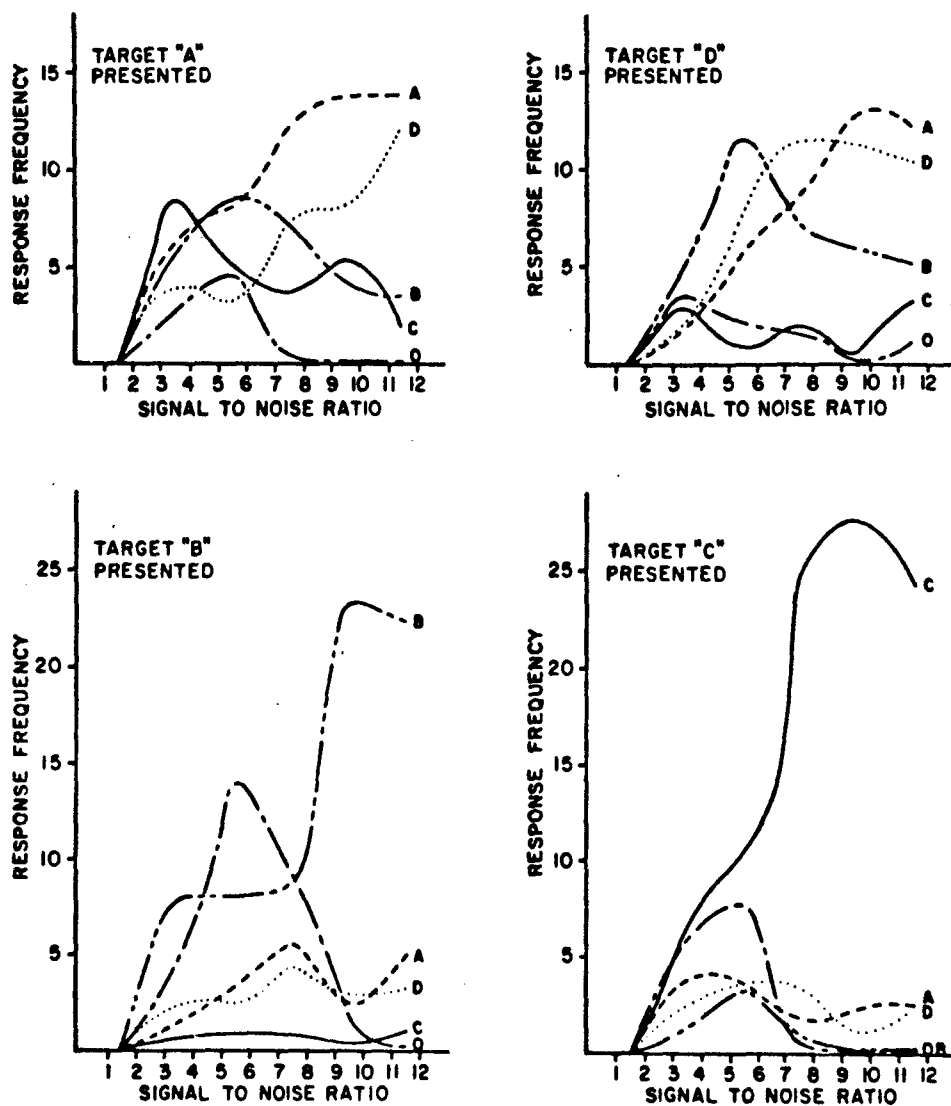 TARGET "A"
PRESENTED
RESPONSE FREQUENCY
15
10
5
A
D
B
C
O
1 2 3 4 5 6 7 8 9 10 11 12
SIGNAL TO NOISE RATIO
TARGET "D"
PRESENTED
RESPONSE FREQUENCY
15
10
5
A
D
B
C
O
1 2 3 4 5 6 7 8 9 10 11 12
SIGNAL TO NOISE RATIO
TARGET "B"
PRESENTED
RESPONSE FREQUENCY
25
20
15
10
5
B
A
D
C
O
1 2 3 4 5 6 7 8 9 10 11 12
SIGNAL TO NOISE RATIO
TARGET "C"
PRESENTED
RESPONSE FREQUENCY
25
20
15
10
5
C
A
D
1 2 3 4 5 6 7 8 9 10 11 12
SIGNAL TO NOISE RATIO